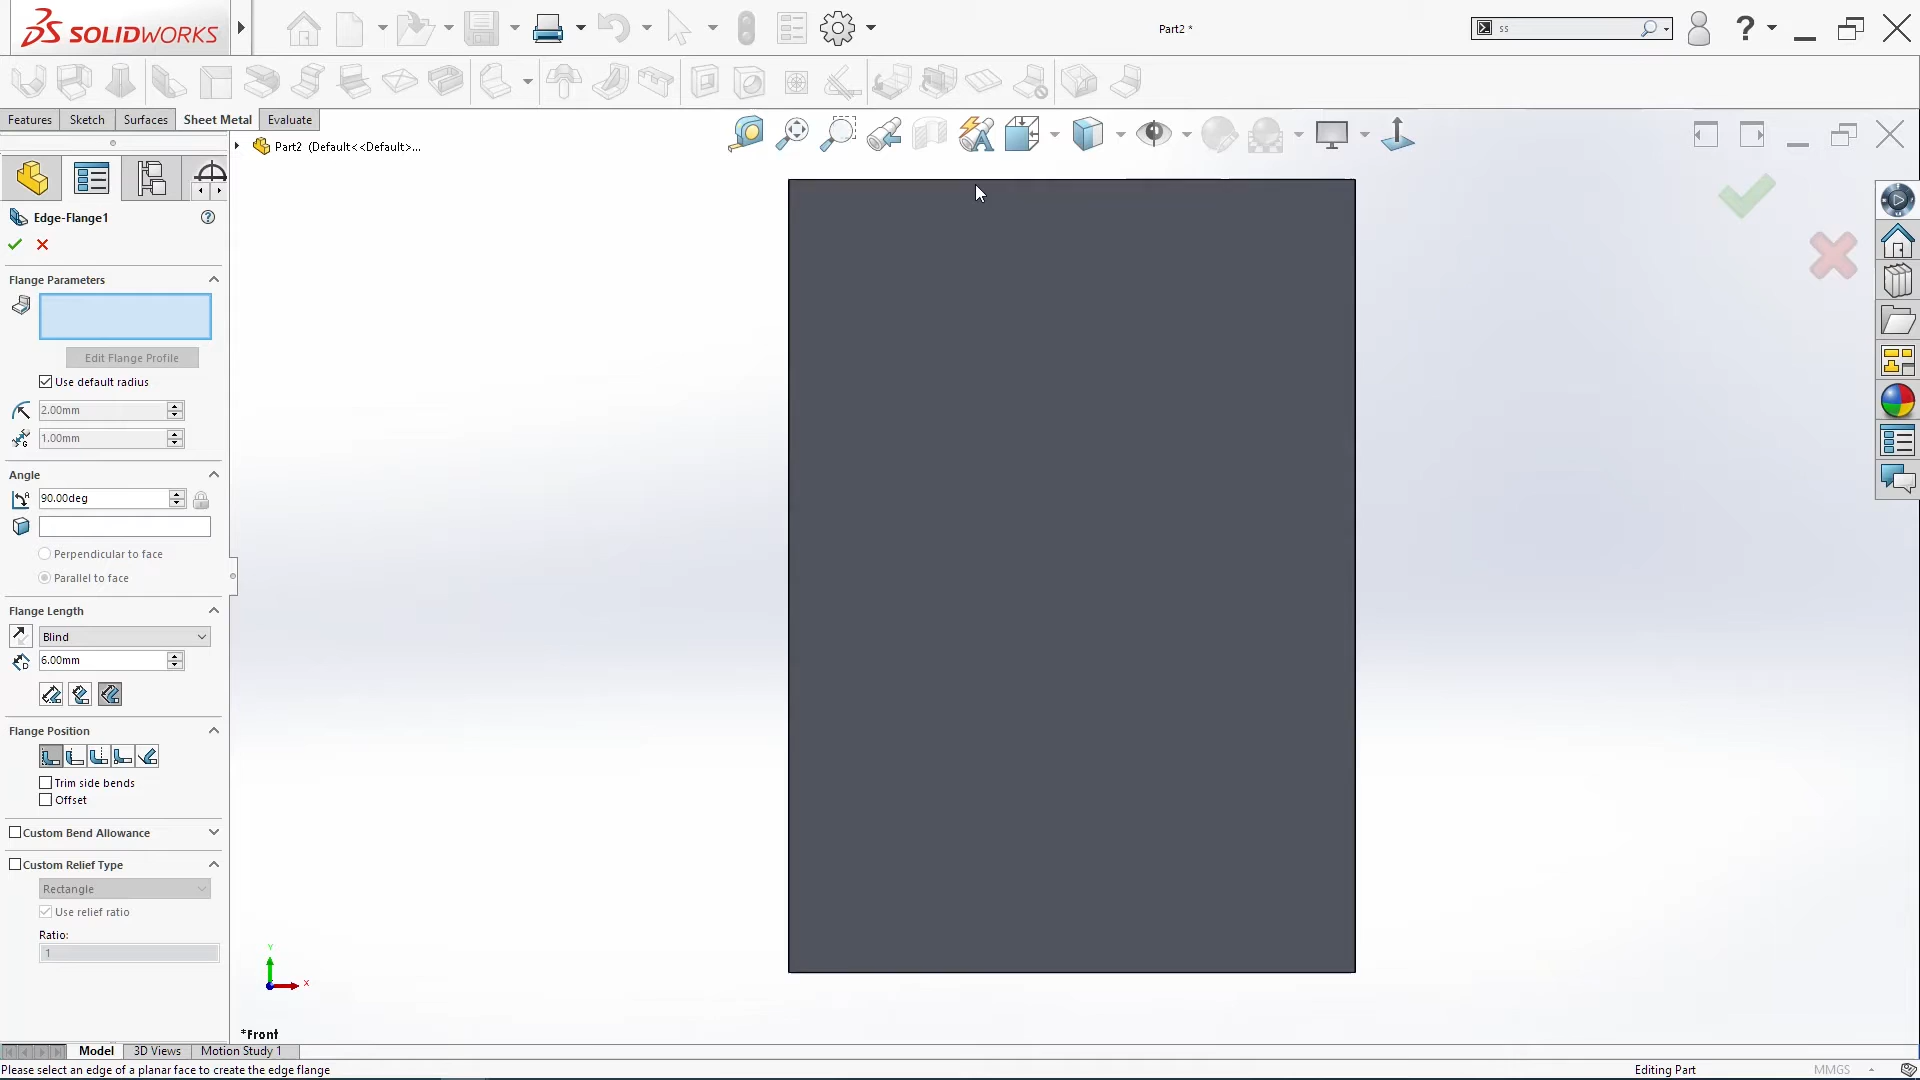 SOLIDWORKS
Part2 *
ss
?
Features
Sketch
Surfaces
Sheet Metal
Evaluate
Part2 (Default<<Default>...
Edge-Flange1
?
Flange Parameters
Edit Flange Profile
Use default radius
2.00mm
1.00mm
Angle
90.00deg
Perpendicular to face
Parallel to face
Flange Length
Blind
6.00mm
Flange Position
Trim side bends
Offset
Custom Bend Allowance
Custom Relief Type
Rectangle
Use relief ratio
Ratio:
1
Y
X
*Front
Model
3D Views
Motion Study 1
Please select an edge of a planar face to create the edge flange
Editing Part
MMGS